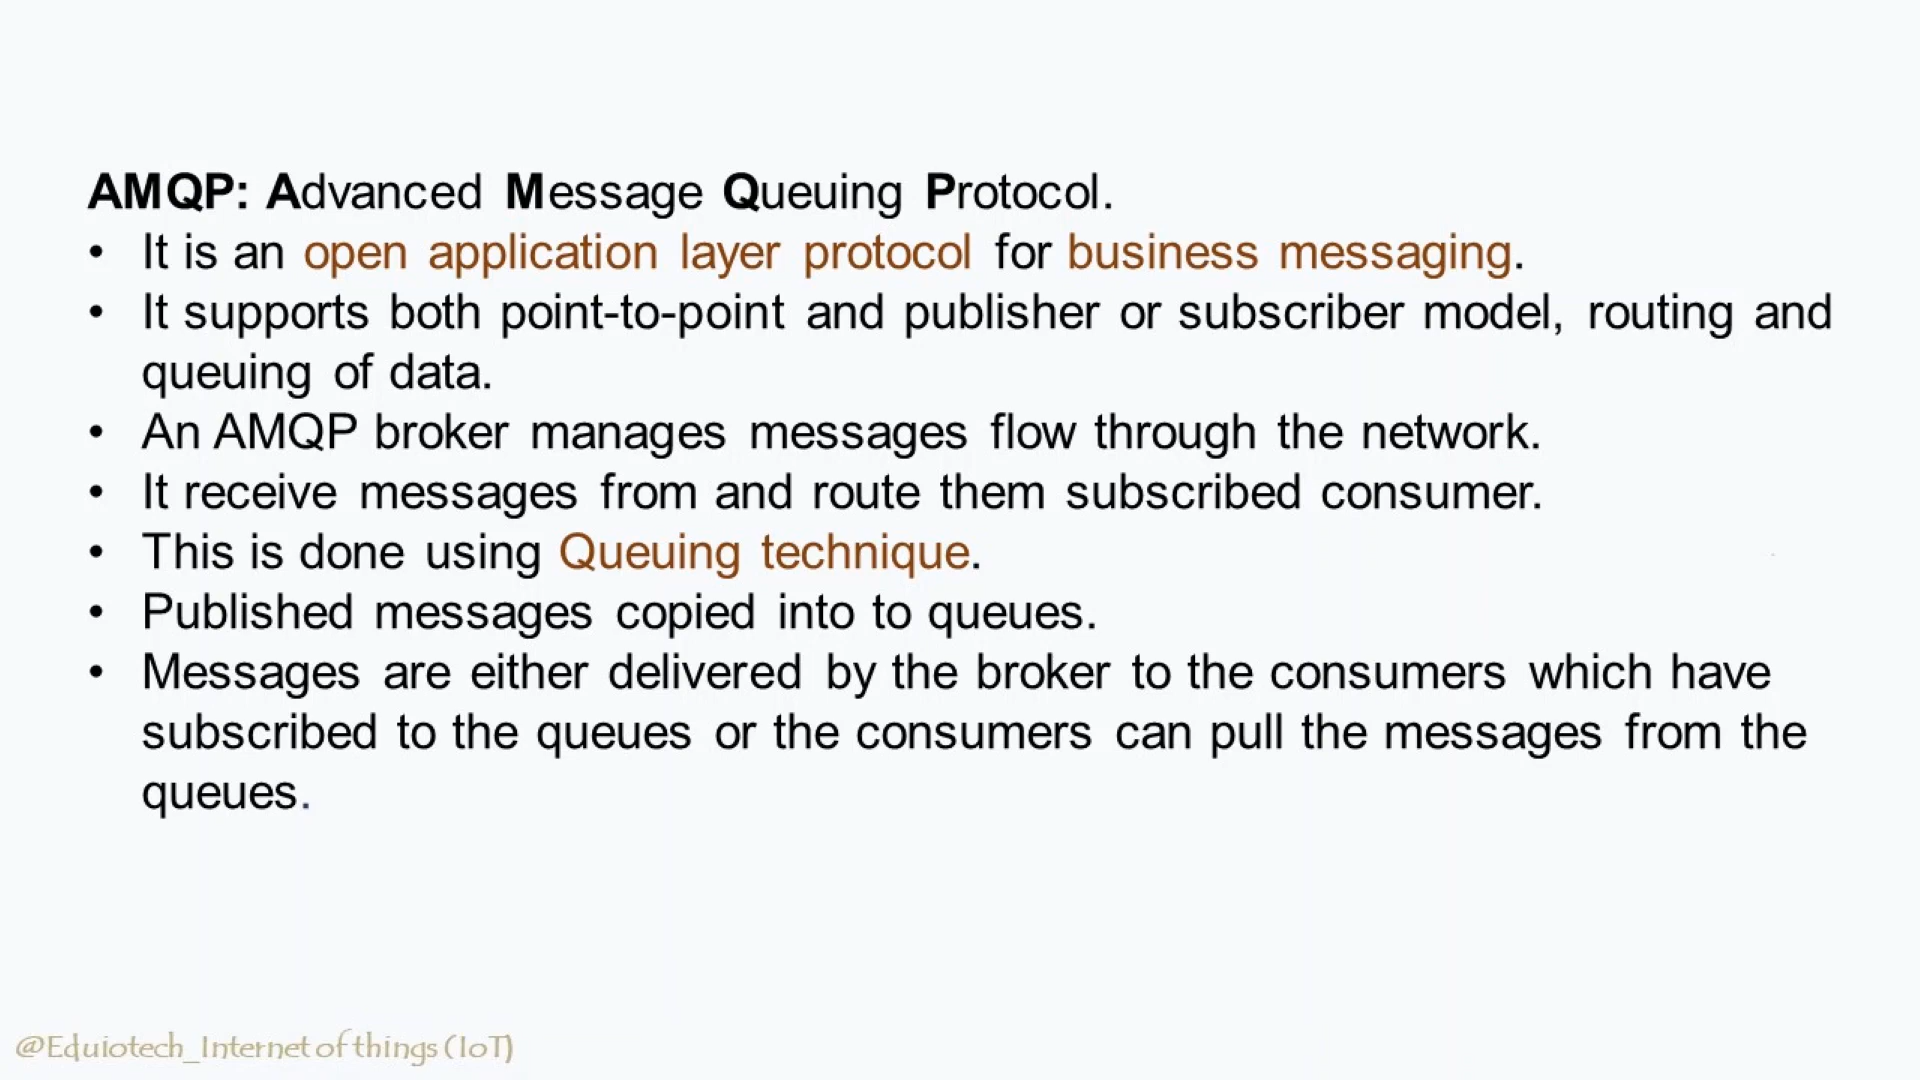 AMQP: Advanced Message Queuing Protocol.
• It is an open application layer protocol for business messaging.
• It supports both point-to-point and publisher or subscriber model, routing and
queuing of data.
• An AMQP broker manages messages flow through the network.
• It receive messages from and route them subscribed consumer.
• This is done using Queuing technique.
• Published messages copied into to queues.
• Messages are either delivered by the broker to the consumers which have
subscribed to the queues or the consumers can pull the messages from the
queues.
@Eduiotech_Internet of things (IoT)